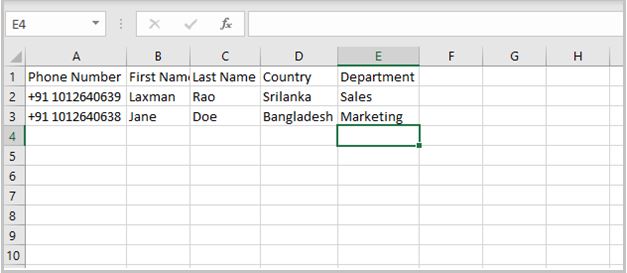 E4 fx
A B C D E F G H
1 Phone Number First Nam Last Name Country Department
2 +91 1012640639 Laxman Rao Srilanka Sales
3 +91 1012640638 Jane Doe Bangladesh Marketing
4
5
6
7
8
9
10